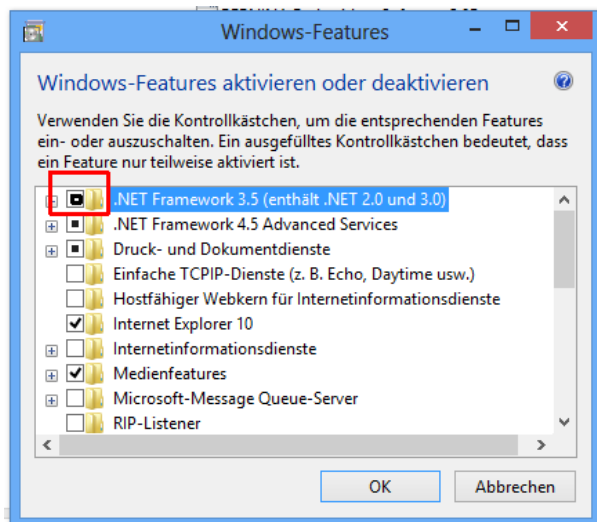 Windows-Features
Windows-Features aktivieren oder deaktivieren
Verwenden Sie die Kontrollkästchen, um die entsprechenden Features
ein- oder auszuschalten. Ein ausgefülltes Kontrollkästchen bedeutet, dass
ein Feature nur teilweise aktiviert ist.
.NET Framework 3.5 (enthält .NET 2.0 und 3.0)
.NET Framework 4.5 Advanced Services
Druck- und Dokumentdienste
Einfache TCPIP-Dienste (z. B. Echo, Daytime usw.)
Hostfähiger Webkern für Internetinformationsdienste
Internet Explorer 10
Internetinformationsdienste
Medienfeatures
Microsoft-Message Queue-Server
RIP-Listener
OK Abbrechen